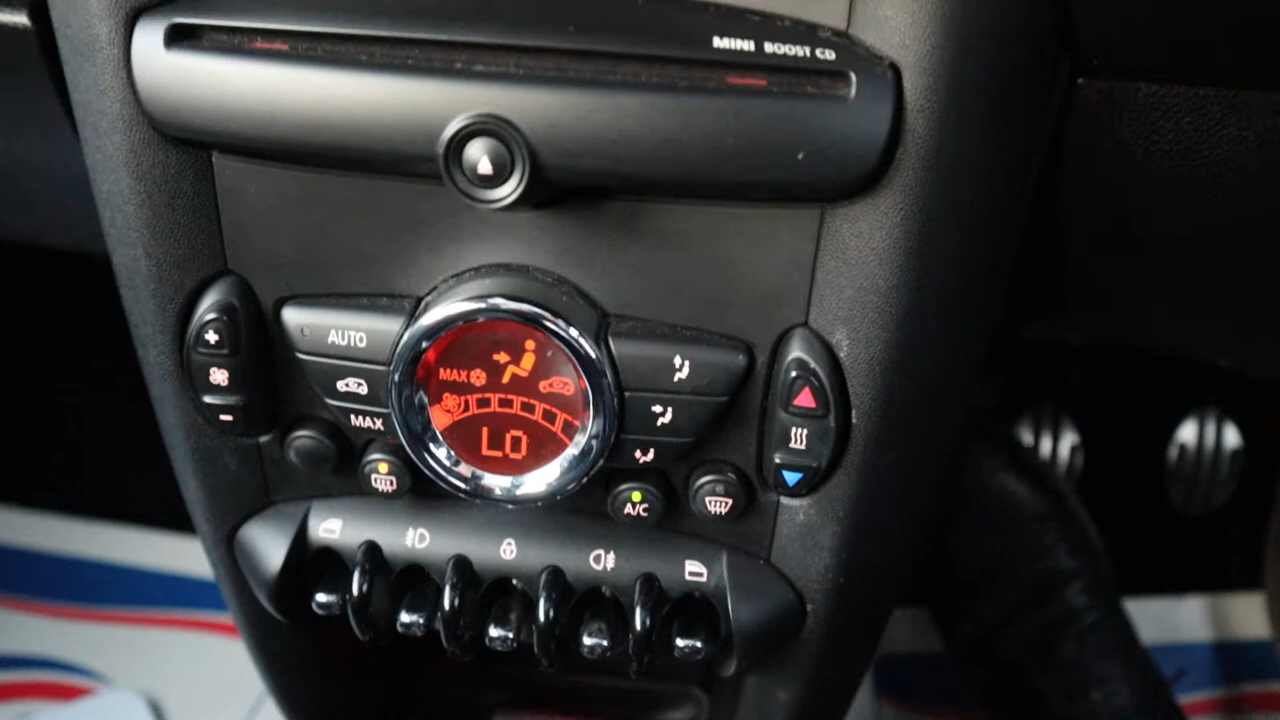 MINI BOOST CD
AUTO
MAX
MAX
LO
A/C